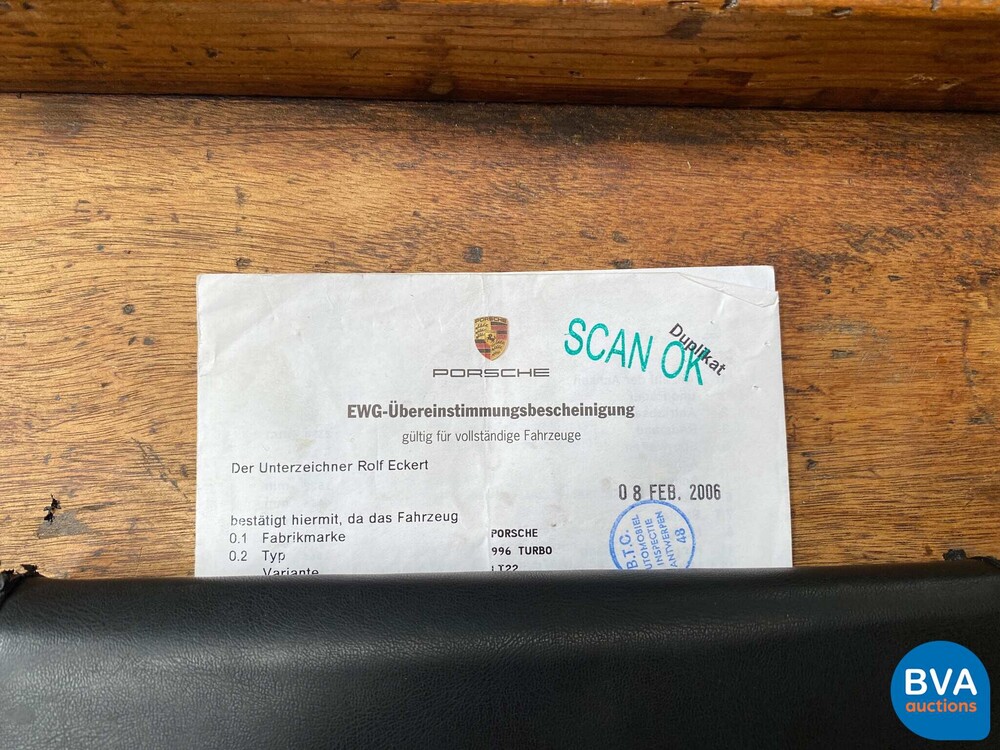 PORSCHE
PORSCHE
SCAN OK
Duplikat
EWG-Übereinstimmungsbescheinigung
gültig für vollständige Fahrzeuge
Der Unterzeichner Rolf Eckert
08 FEB. 2006
bestätigt hiermit, da das Fahrzeug
0.1 Fabrikmarke PORSCHE
0.2 Typ 996 TURBO
Variante LT22
B.T.C.
AUTOMOBIEL
INSPECTIE
ANTWERPEN
48
BVA
auctions